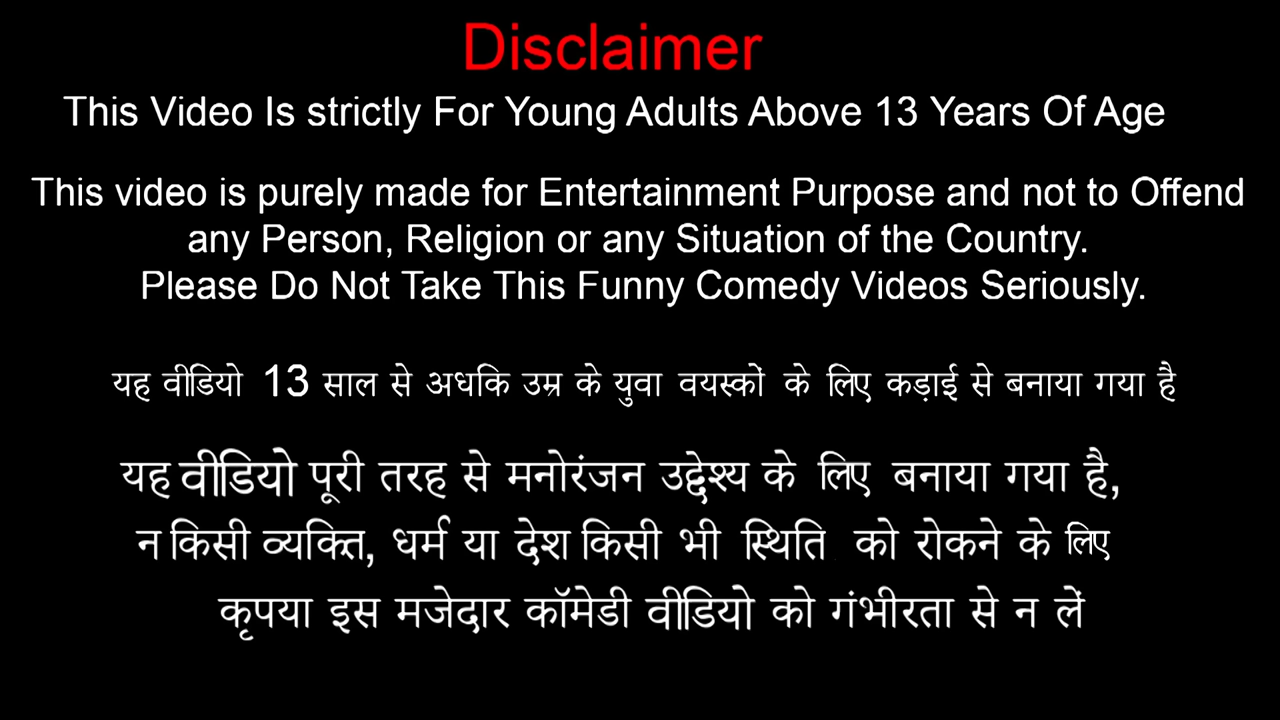 Disclaimer
This Video Is strictly For Young Adults Above 13 Years Of Age
This video is purely made for Entertainment Purpose and not to Offend
any Person, Religion or any Situation of the Country.
Please Do Not Take This Funny Comedy Videos Seriously.
यह वीडियो 13 साल से अधकि उम्र के युवा वयस्कों के लिए कड़ाई से बनाया गया है
यह वीडियो पूरी तरह से मनोरंजन उद्देश्य के लिए बनाया गया है,
न किसी व्यक्ति, धर्म या देश किसी भी स्थिति को रोकने के लिए
कृपया इस मजेदार कॉमेडी वीडियो को गंभीरता से न लें